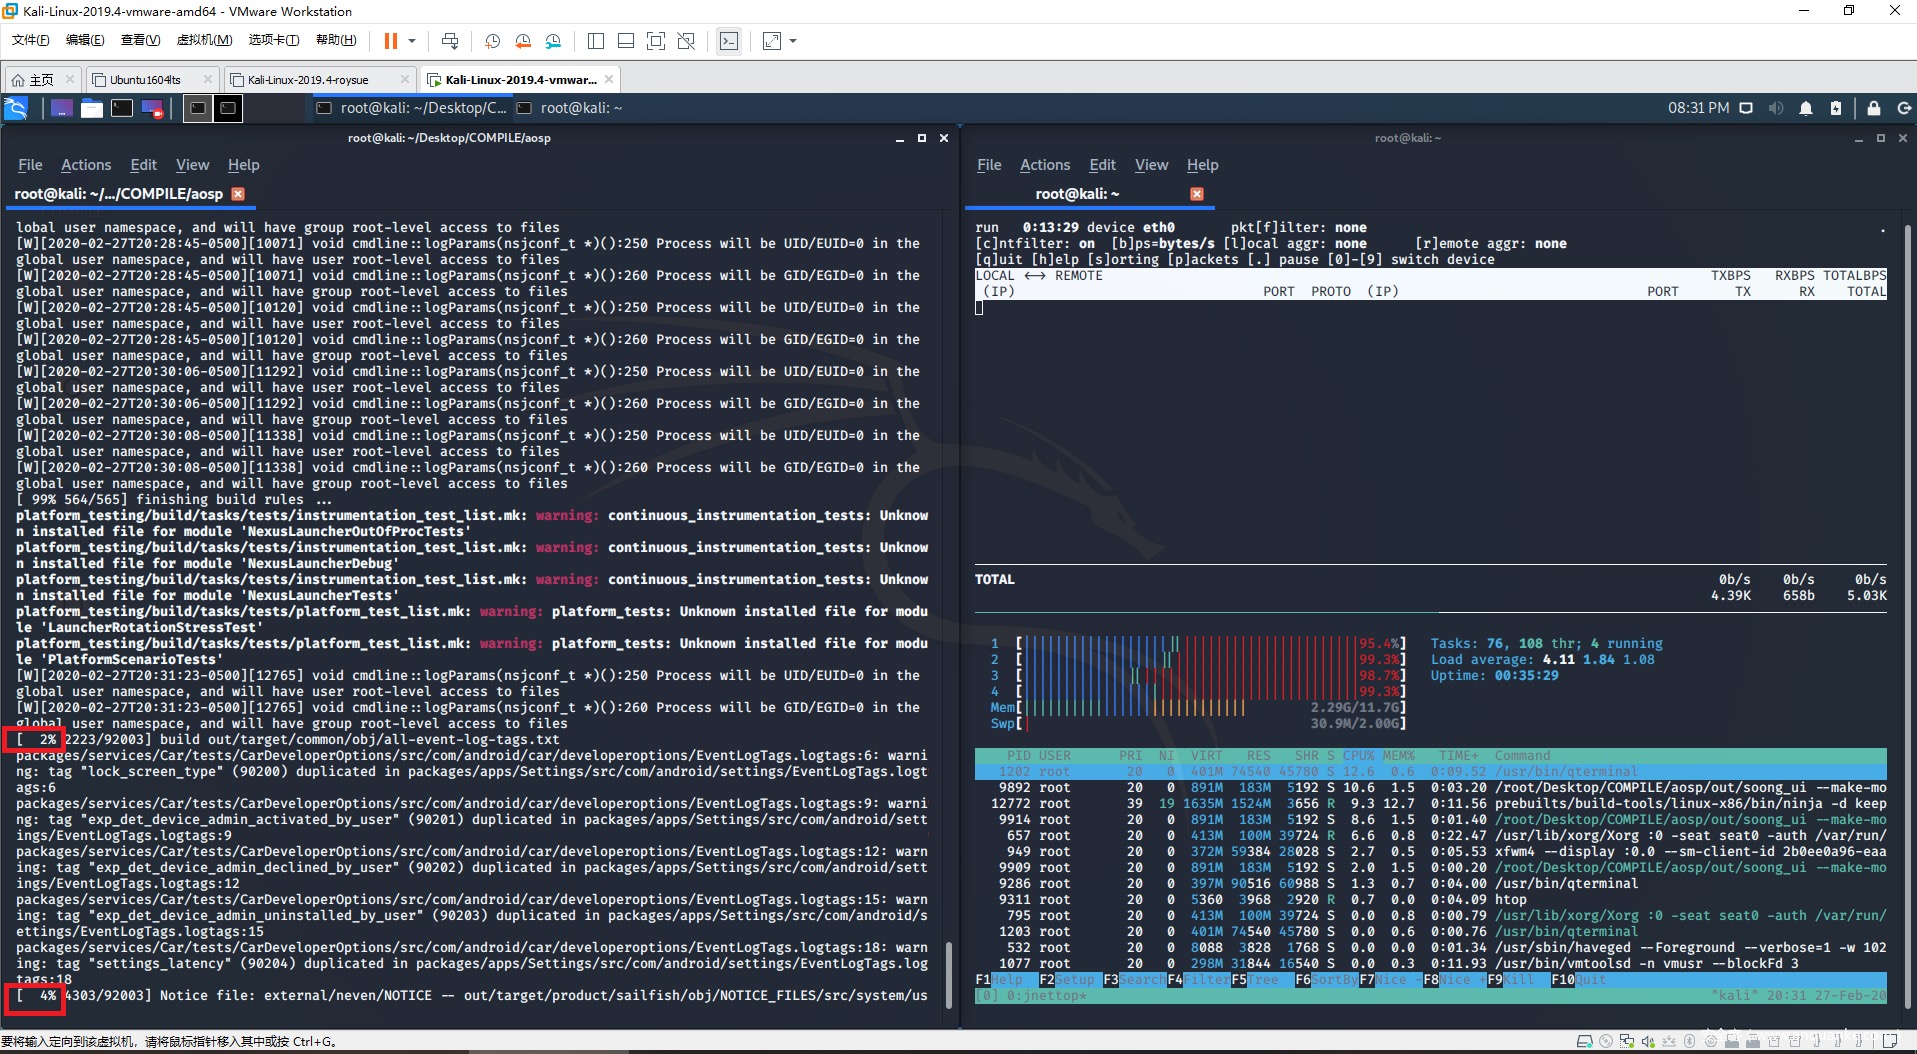 Kali-Linux-2019.4-vmware-amd64 - VMware Workstation
文件(F) 编辑(E) 查看(V) 虚拟机(M) 选项卡(T) 帮助(H)
主页 Ubuntu1604lts Kali-Linux-2019.4-roysue Kali-Linux-2019.4-vmwar...
root@kali: ~/Desktop/C... root@kali: ~ 08:31 PM
root@kali: ~/Desktop/COMPILE/aosp
File Actions Edit View Help
root@kali: ~/.../COMPILE/aosp
lobal user namespace, and will have group root-level access to files
[W][2020-02-27T20:28:45-0500][10071] void cmdline::logParams(nsjconf_t *)():250 Process will be UID/EUID=0 in the
global user namespace, and will have user root-level access to files
[W][2020-02-27T20:28:45-0500][10071] void cmdline::logParams(nsjconf_t *)():260 Process will be GID/EGID=0 in the
global user namespace, and will have group root-level access to files
[W][2020-02-27T20:28:45-0500][10120] void cmdline::logParams(nsjconf_t *)():250 Process will be UID/EUID=0 in the
global user namespace, and will have user root-level access to files
[W][2020-02-27T20:28:45-0500][10120] void cmdline::logParams(nsjconf_t *)():260 Process will be GID/EGID=0 in the
global user namespace, and will have group root-level access to files
[W][2020-02-27T20:30:06-0500][11292] void cmdline::logParams(nsjconf_t *)():250 Process will be UID/EUID=0 in the
global user namespace, and will have user root-level access to files
[W][2020-02-27T20:30:06-0500][11292] void cmdline::logParams(nsjconf_t *)():260 Process will be GID/EGID=0 in the
global user namespace, and will have group root-level access to files
[W][2020-02-27T20:30:08-0500][11338] void cmdline::logParams(nsjconf_t *)():250 Process will be UID/EUID=0 in the
global user namespace, and will have user root-level access to files
[W][2020-02-27T20:30:08-0500][11338] void cmdline::logParams(nsjconf_t *)():260 Process will be GID/EGID=0 in the
global user namespace, and will have group root-level access to files
[ 99% 564/565] finishing build rules ...
platform_testing/build/tasks/tests/instrumentation_test_list.mk: warning: continuous_instrumentation_tests: Unknow
n installed file for module 'NexusLauncherOutOfProcTests'
platform_testing/build/tasks/tests/instrumentation_test_list.mk: warning: continuous_instrumentation_tests: Unknow
n installed file for module 'NexusLauncherDebug'
platform_testing/build/tasks/tests/instrumentation_test_list.mk: warning: continuous_instrumentation_tests: Unknow
n installed file for module 'NexusLauncherTests'
platform_testing/build/tasks/tests/platform_test_list.mk: warning: platform_tests: Unknown installed file for modu
le 'LauncherRotationStressTest'
platform_testing/build/tasks/tests/platform_test_list.mk: warning: platform_tests: Unknown installed file for modu
le 'PlatformScenarioTests'
[W][2020-02-27T20:31:23-0500][12765] void cmdline::logParams(nsjconf_t *)():250 Process will be UID/EUID=0 in the
global user namespace, and will have user root-level access to files
[W][2020-02-27T20:31:23-0500][12765] void cmdline::logParams(nsjconf_t *)():260 Process will be GID/EGID=0 in the
global user namespace, and will have group root-level access to files
[ 2% 2223/92003] build out/target/common/obj/all-event-log-tags.txt
packages/services/Car/tests/CarDeveloperOptions/src/com/android/car/developeroptions/EventLogTags.logtags:6: warni
ng: tag "lock_screen_type" (90200) duplicated in packages/apps/Settings/src/com/android/settings/EventLogTags.logt
ags:6
packages/services/Car/tests/CarDeveloperOptions/src/com/android/car/developeroptions/EventLogTags.logtags:9: warni
ng: tag "exp_det_device_admin_activated_by_user" (90201) duplicated in packages/apps/Settings/src/com/android/sett
ings/EventLogTags.logtags:9
packages/services/Car/tests/CarDeveloperOptions/src/com/android/car/developeroptions/EventLogTags.logtags:12: warn
ing: tag "exp_det_device_admin_declined_by_user" (90202) duplicated in packages/apps/Settings/src/com/android/sett
ings/EventLogTags.logtags:12
packages/services/Car/tests/CarDeveloperOptions/src/com/android/car/developeroptions/EventLogTags.logtags:15: warn
ing: tag "exp_det_device_admin_uninstalled_by_user" (90203) duplicated in packages/apps/Settings/src/com/android/s
ettings/EventLogTags.logtags:15
packages/services/Car/tests/CarDeveloperOptions/src/com/android/car/developeroptions/EventLogTags.logtags:18: warn
ing: tag "settings_latency" (90204) duplicated in packages/apps/Settings/src/com/android/settings/EventLogTags.log
tags:18
[ 4% 4303/92003] Notice file: external/neven/NOTICE -- out/target/product/sailfish/obj/NOTICE_FILES/src/system/us
root@kali: ~
File Actions Edit View Help
root@kali: ~
run 0:13:29 device eth0 pkt[f]ilter: none .
[c]ntfilter: on [b]ps=bytes/s [l]ocal aggr: none [r]emote aggr: none
[q]uit [h]elp [s]orting [p]ackets [.] pause [0]-[9] switch device
LOCAL <-> REMOTE TXBPS RXBPS TOTALBPS
(IP) PORT PROTO (IP) PORT TX RX TOTAL
TOTAL 0b/s 0b/s 0b/s
4.39K 658b 5.03K
1 [95.4%] Tasks: 76, 108 thr; 4 running
2 [99.3%] Load average: 4.11 1.84 1.08
3 [98.7%] Uptime: 00:35:29
4 [99.3%]
Mem[2.29G/11.7G]
Swp[30.9M/2.00G]
PID USER PRI NI VIRT RES SHR S CPU% MEM% TIME+ Command
1202 root 20 0 401M 74540 45780 S 12.6 0.6 0:09.52 /usr/bin/qterminal
9892 root 20 0 891M 183M 5192 S 10.6 1.5 0:03.20 /root/Desktop/COMPILE/aosp/out/soong_ui --make-mo
12772 root 39 19 1635M 1524M 3656 R 9.3 12.7 0:11.56 prebuilts/build-tools/linux-x86/bin/ninja -d keep
9914 root 20 0 891M 183M 5192 S 8.6 1.5 0:01.40 /root/Desktop/COMPILE/aosp/out/soong_ui --make-mo
657 root 20 0 413M 100M 39724 R 6.6 0.8 0:22.47 /usr/lib/xorg/Xorg :0 -seat seat0 -auth /var/run/
949 root 20 0 372M 59384 28028 S 2.7 0.5 0:05.53 xfwm4 --display :0.0 --sm-client-id 2b0ee0a96-eaa
9909 root 20 0 891M 183M 5192 S 2.0 1.5 0:00.20 /root/Desktop/COMPILE/aosp/out/soong_ui --make-mo
9286 root 20 0 397M 90516 60988 S 1.3 0.7 0:04.00 /usr/bin/qterminal
9311 root 20 0 5360 3968 2920 R 0.7 0.0 0:04.09 htop
795 root 20 0 413M 100M 39724 S 0.0 0.8 0:00.79 /usr/lib/xorg/Xorg :0 -seat seat0 -auth /var/run/
1203 root 20 0 401M 74540 45780 S 0.0 0.6 0:00.76 /usr/bin/qterminal
532 root 20 0 8088 3828 1768 S 0.0 0.0 0:01.34 /usr/sbin/haveged --Foreground --verbose=1 -w 102
1077 root 20 0 298M 31844 16540 S 0.0 0.3 0:11.93 /usr/bin/vmtoolsd -n vmusr --blockFd 3
F1Help F2Setup F3SearchF4FilterF5Tree F6SortByF7Nice -F8Nice +F9Kill F10Quit
[0] 0:jnettop* "kali" 20:31 27-Feb-20
要将输入定向到该虚拟机，请将鼠标指针移入其中或按 Ctrl+G。